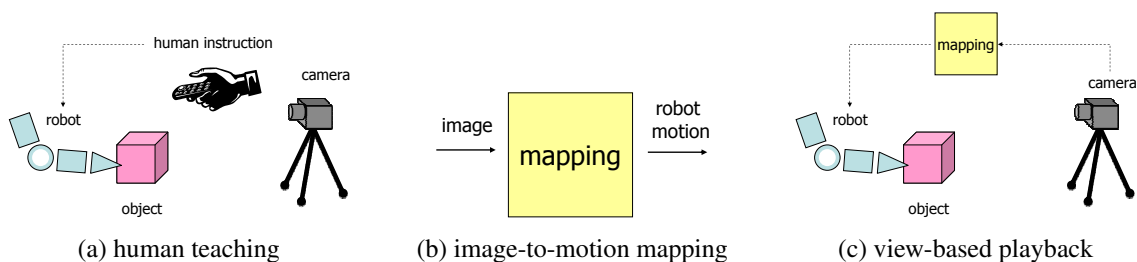 human instruction
camera
robot
object
(a) human teaching
image
mapping
robot
motion
(b) image-to-motion mapping
mapping
camera
robot
object
(c) view-based playback